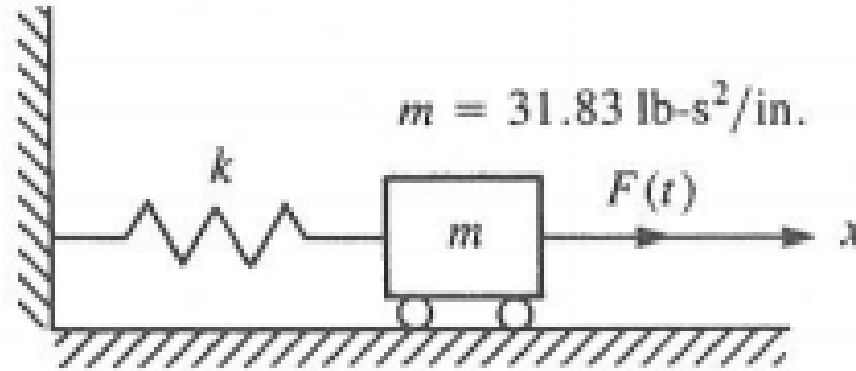 m = 31.83 lb-s²/in.
k
F(t)
m
x